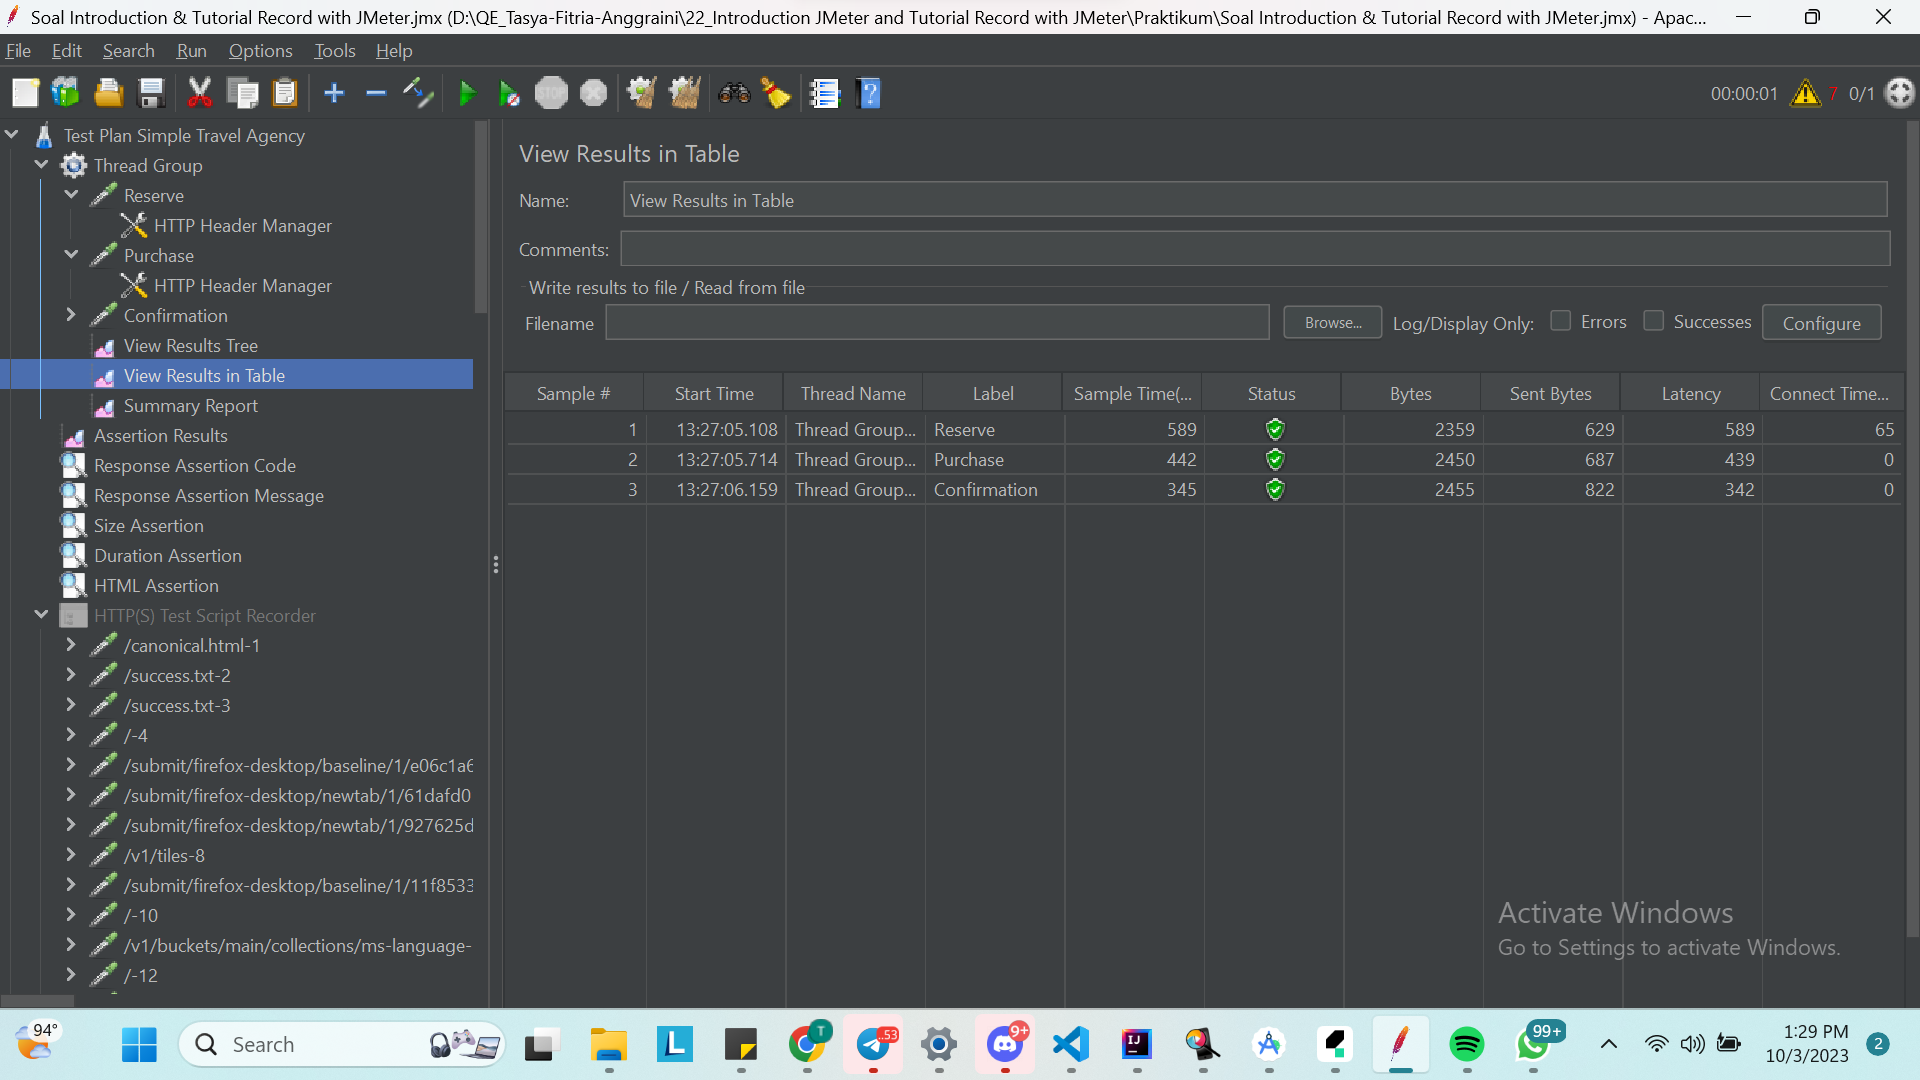 Soal Introduction & Tutorial Record with JMeter.jmx (D:\QE_Tasya-Fitria-Anggraini\22_Introduction JMeter and Tutorial Record with JMeter\Praktikum\Soal Introduction & Tutorial Record with JMeter.jmx) - Apac...
File Edit Search Run Options Tools Help
STOP 00:00:01 7 0/1
Test Plan Simple Travel Agency
Thread Group
Reserve
HTTP Header Manager
Purchase
HTTP Header Manager
Confirmation
View Results Tree
View Results in Table
Summary Report
Assertion Results
Response Assertion Code
Response Assertion Message
Size Assertion
Duration Assertion
HTML Assertion
HTTP(S) Test Script Recorder
/canonical.html-1
/success.txt-2
/success.txt-3
/-4
/submit/firefox-desktop/baseline/1/e06c1a6
/submit/firefox-desktop/newtab/1/61dafd0
/submit/firefox-desktop/newtab/1/927625d
/v1/tiles-8
/submit/firefox-desktop/baseline/1/11f8533
/-10
/v1/buckets/main/collections/ms-language-
/-12
View Results in Table
Name: View Results in Table
Comments:
Write results to file / Read from file
Filename Browse... Log/Display Only: Errors Successes Configure
Sample # Start Time Thread Name Label Sample Time(... Status Bytes Sent Bytes Latency Connect Time...
1 13:27:05.108 Thread Group... Reserve 589 2359 629 589 65
2 13:27:05.714 Thread Group... Purchase 442 2450 687 439 0
3 13:27:06.159 Thread Group... Confirmation 345 2455 822 342 0
Activate Windows
Go to Settings to activate Windows.
94° Search L T ..53 9+ IJ 99+ 1:29 PM 2
10/3/2023